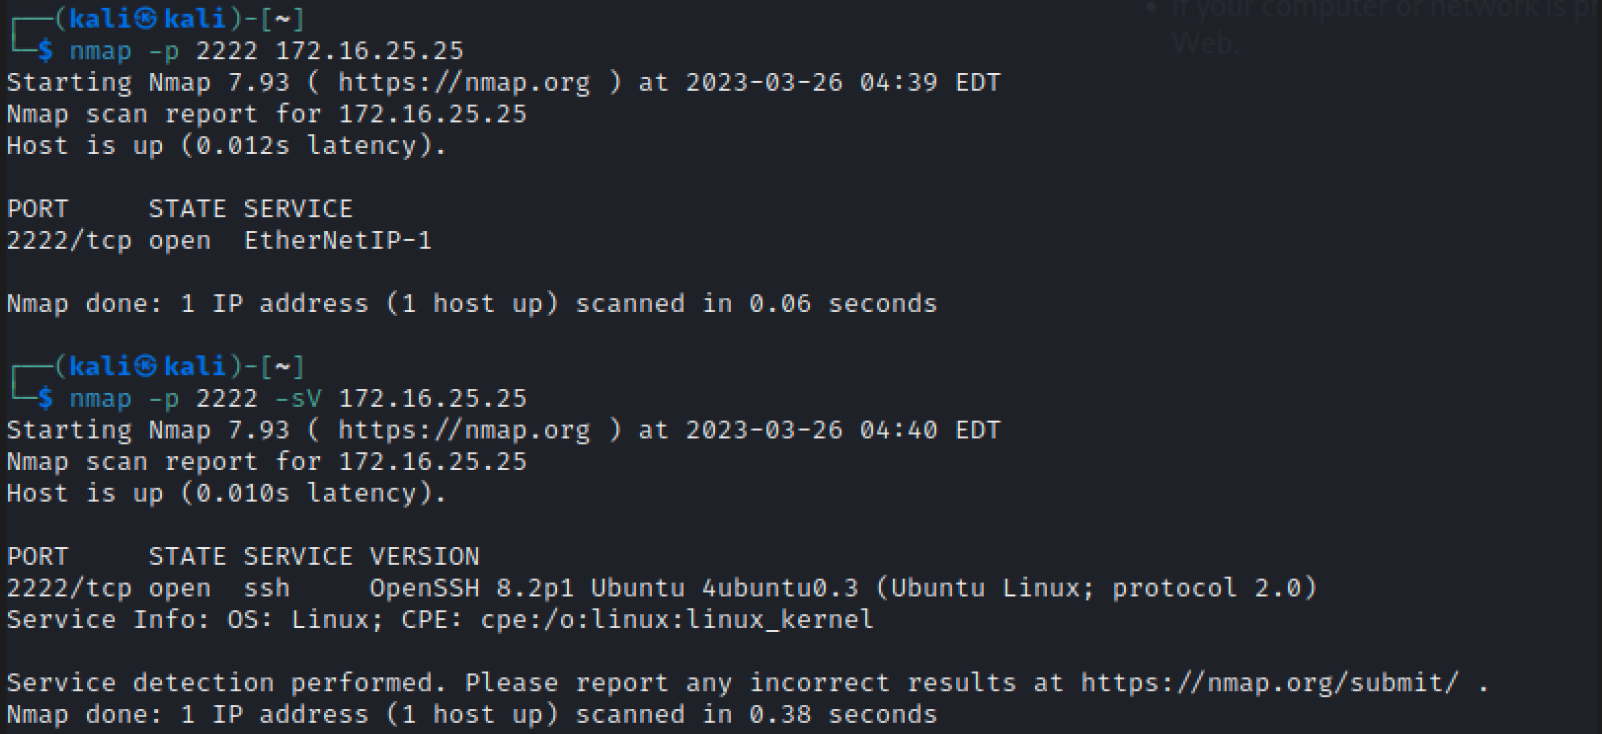 ┌──(kali㉿kali)-[~]
└─$ nmap -p 2222 172.16.25.25
Starting Nmap 7.93 ( https://nmap.org ) at 2023-03-26 04:39 EDT
Nmap scan report for 172.16.25.25
Host is up (0.012s latency).
PORT     STATE SERVICE
2222/tcp open  EtherNetIP-1
Nmap done: 1 IP address (1 host up) scanned in 0.06 seconds
┌──(kali㉿kali)-[~]
└─$ nmap -p 2222 -sV 172.16.25.25
Starting Nmap 7.93 ( https://nmap.org ) at 2023-03-26 04:40 EDT
Nmap scan report for 172.16.25.25
Host is up (0.010s latency).
PORT     STATE SERVICE VERSION
2222/tcp open  ssh     OpenSSH 8.2p1 Ubuntu 4ubuntu0.3 (Ubuntu Linux; protocol 2.0)
Service Info: OS: Linux; CPE: cpe:/o:linux:linux_kernel
Service detection performed. Please report any incorrect results at https://nmap.org/submit/ .
Nmap done: 1 IP address (1 host up) scanned in 0.38 seconds
• If your computer or network is
Web.